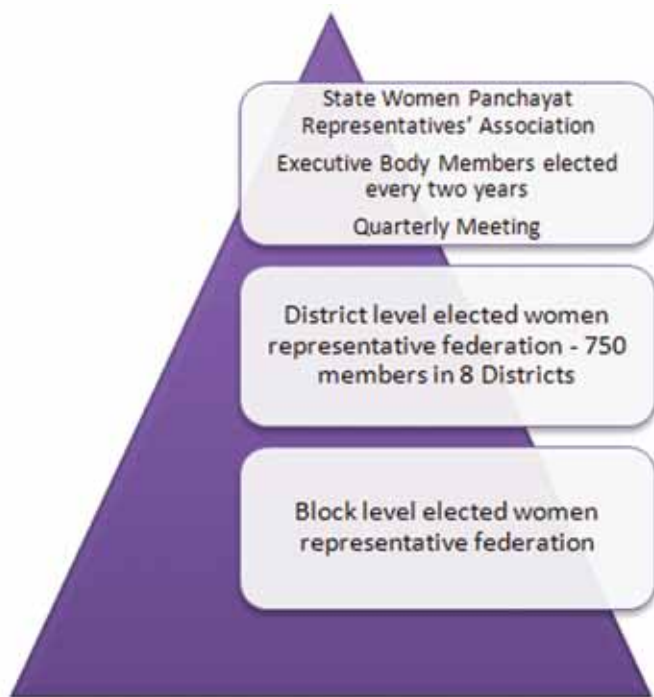 State Women Panchayat
Representatives' Association
Executive Body Members elected
every two years
Quarterly Meeting
District level elected women
representative federation - 750
members in 8 Districts
Block level elected women
representative federation